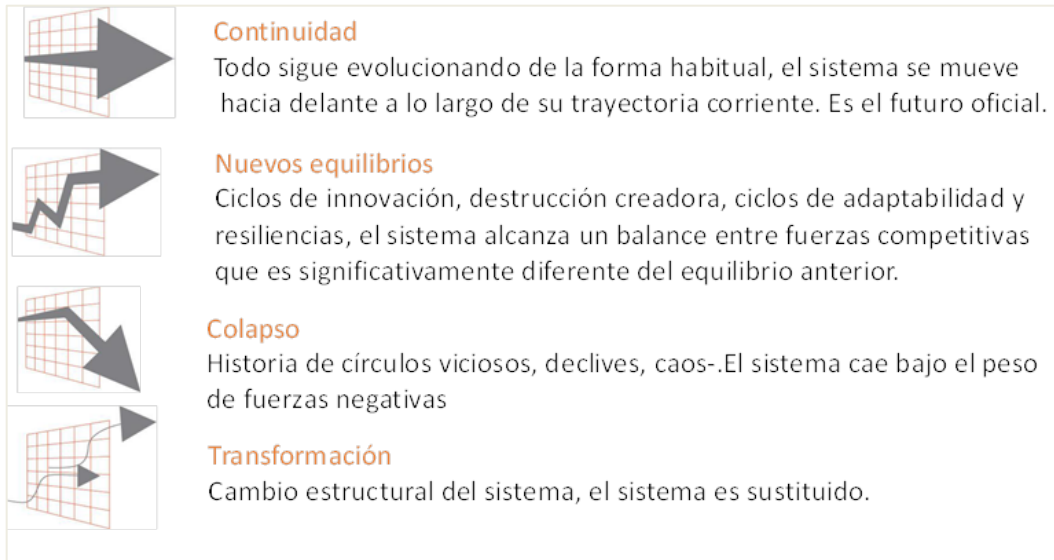 Continuidad
Todo sigue evolucionando de la forma habitual, el sistema se mueve
hacia delante a lo largo de su trayectoria corriente. Es el futuro oficial.
Nuevos equilibrios
Ciclos de innovación, destrucción creadora, ciclos de adaptabilidad y
resiliencias, el sistema alcanza un balance entre fuerzas competitivas
que es significativamente diferente del equilibrio anterior.
Colapso
Historia de círculos viciosos, declives, caos-.El sistema cae bajo el peso
de fuerzas negativas
Transformación
Cambio estructural del sistema, el sistema es sustituido.